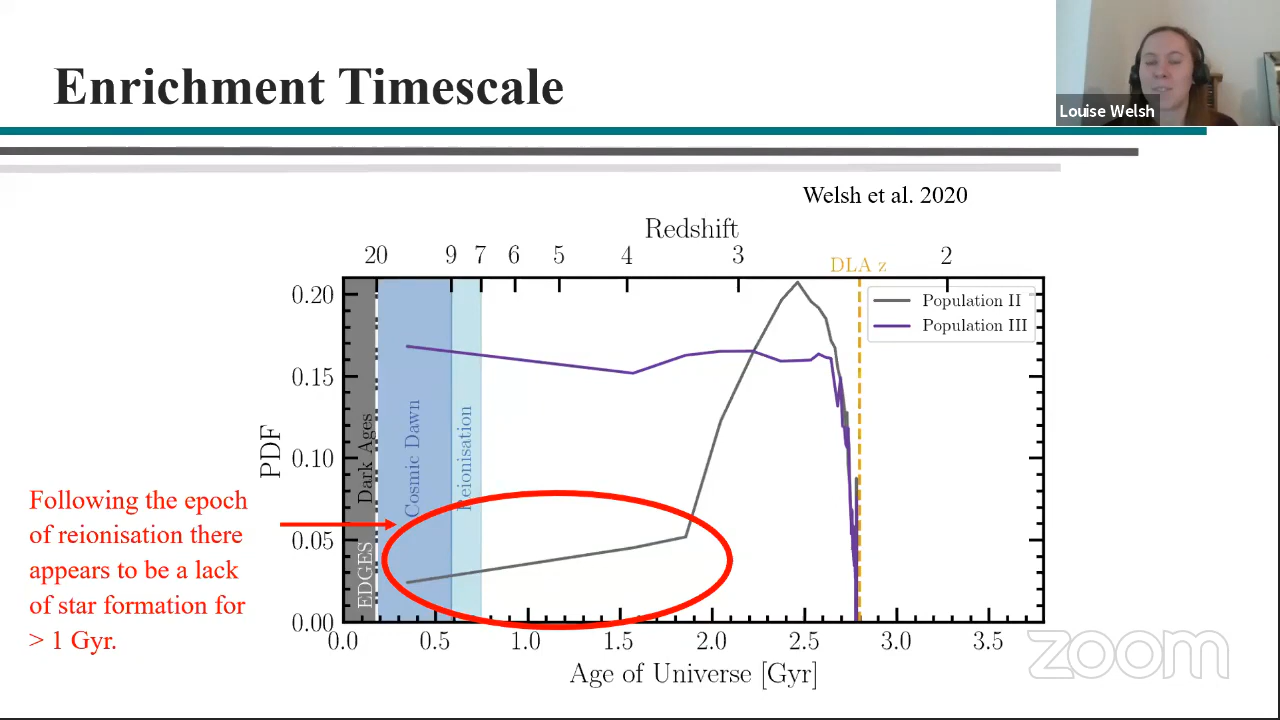 Enrichment Timescale
Louise Welsh
Welsh et al. 2020
Redshift
20 9 7 6 5 4 3 2
DLA z
Population II
Population III
0.20
0.15
0.10
0.05
0.00
PDF
EDGES
Dark Ages
Cosmic Dawn
Reionisation
Following the epoch
of reionisation there
appears to be a lack
of star formation for
> 1 Gyr.
0.0 0.5 1.0 1.5 2.0 2.5 3.0 3.5
Age of Universe [Gyr]
zoom